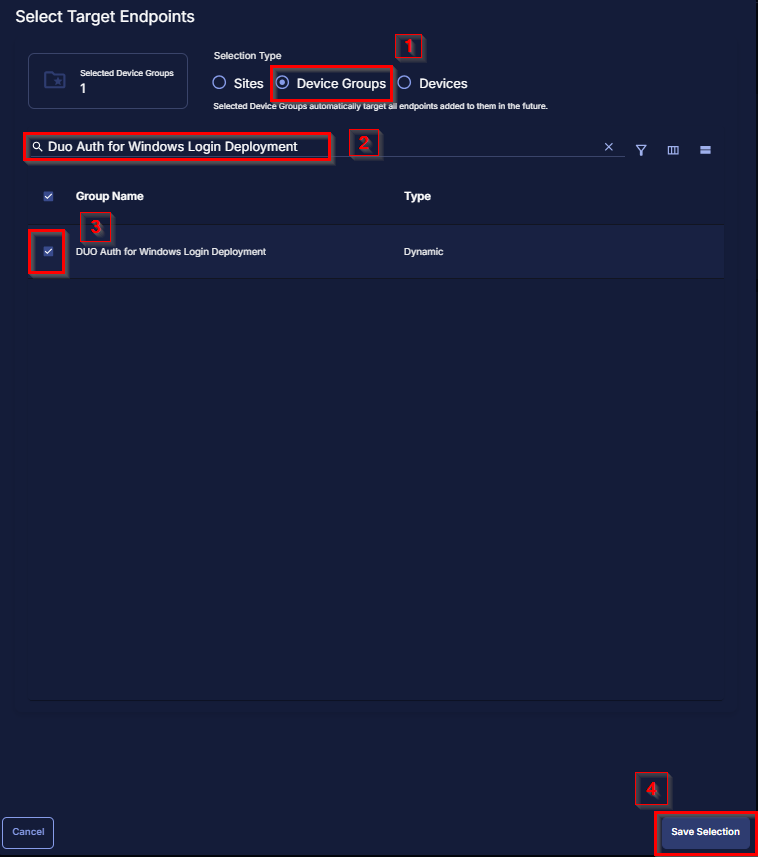 Select Target Endpoints
Selected Device Groups
1
Selection Type
1
Sites
Device Groups
Devices
Selected Device Groups automatically target all endpoints added to them in the future.
Duo Auth for Windows Login Deployment
2
Group Name
Type
3
DUO Auth for Windows Login Deployment
Dynamic
4
Cancel
Save Selection